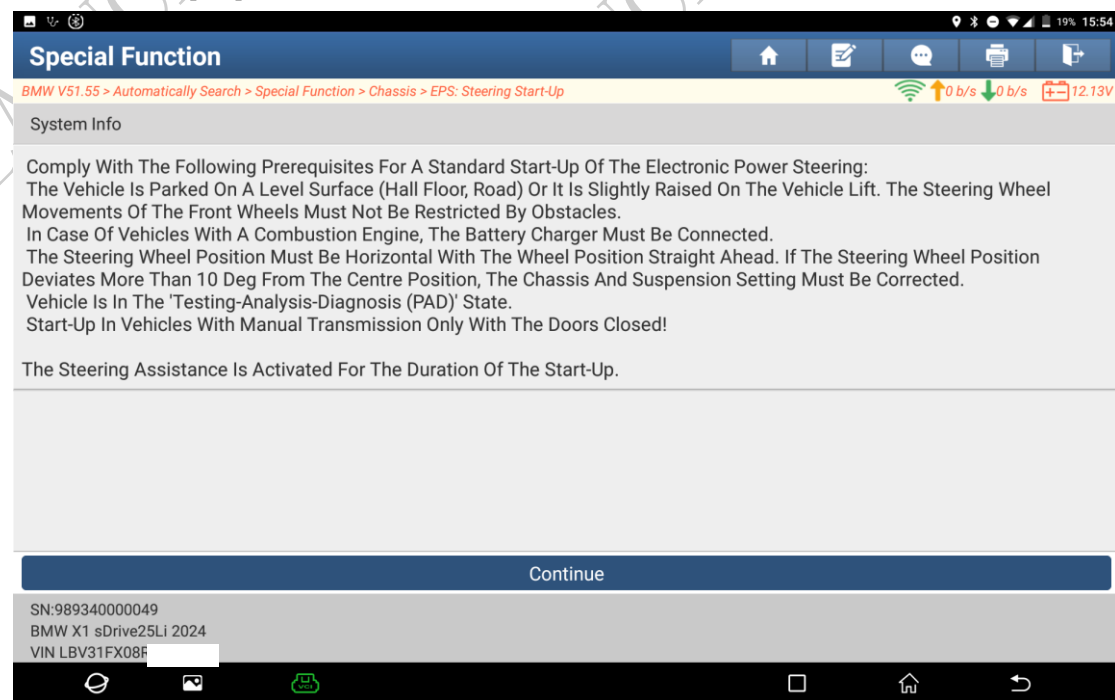 19% 15:54
Special Function
BMW V51.55 > Automatically Search > Special Function > Chassis > EPS: Steering Start-Up
0 b/s 0 b/s 12.13V
System Info
Comply With The Following Prerequisites For A Standard Start-Up Of The Electronic Power Steering:
The Vehicle Is Parked On A Level Surface (Hall Floor, Road) Or It Is Slightly Raised On The Vehicle Lift. The Steering Wheel
Movements Of The Front Wheels Must Not Be Restricted By Obstacles.
In Case Of Vehicles With A Combustion Engine, The Battery Charger Must Be Connected.
The Steering Wheel Position Must Be Horizontal With The Wheel Position Straight Ahead. If The Steering Wheel Position
Deviates More Than 10 Deg From The Centre Position, The Chassis And Suspension Setting Must Be Corrected.
Vehicle Is In The 'Testing-Analysis-Diagnosis (PAD)' State.
Start-Up In Vehicles With Manual Transmission Only With The Doors Closed!
The Steering Assistance Is Activated For The Duration Of The Start-Up.
Continue
SN:989340000049
BMW X1 sDrive25Li 2024
VIN LBV31FX08
VCI